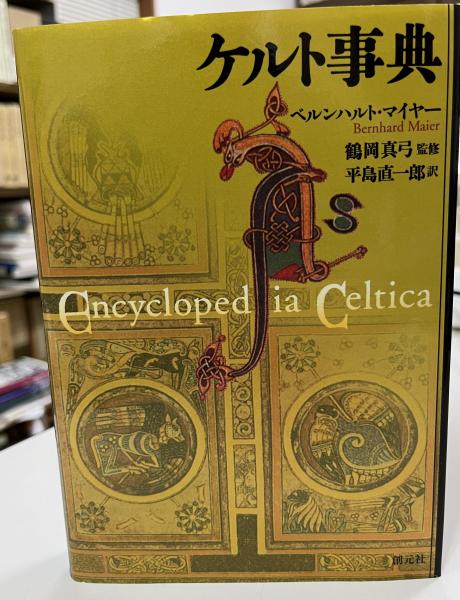 ケルト事典
ベルンハルト・マイヤー
Bernhard Maier
鶴岡真弓 監修
平島直一郎 訳
Encyclopedia Celtica
創元社